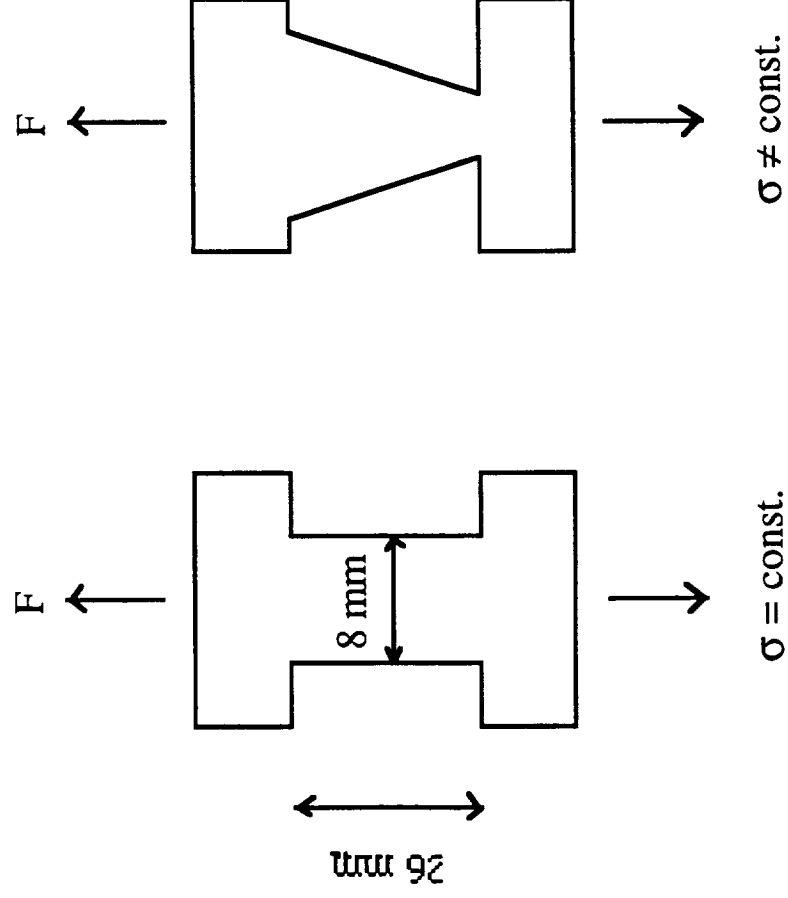 F
F
8 mm
26 mm
σ = const.
σ ≠ const.